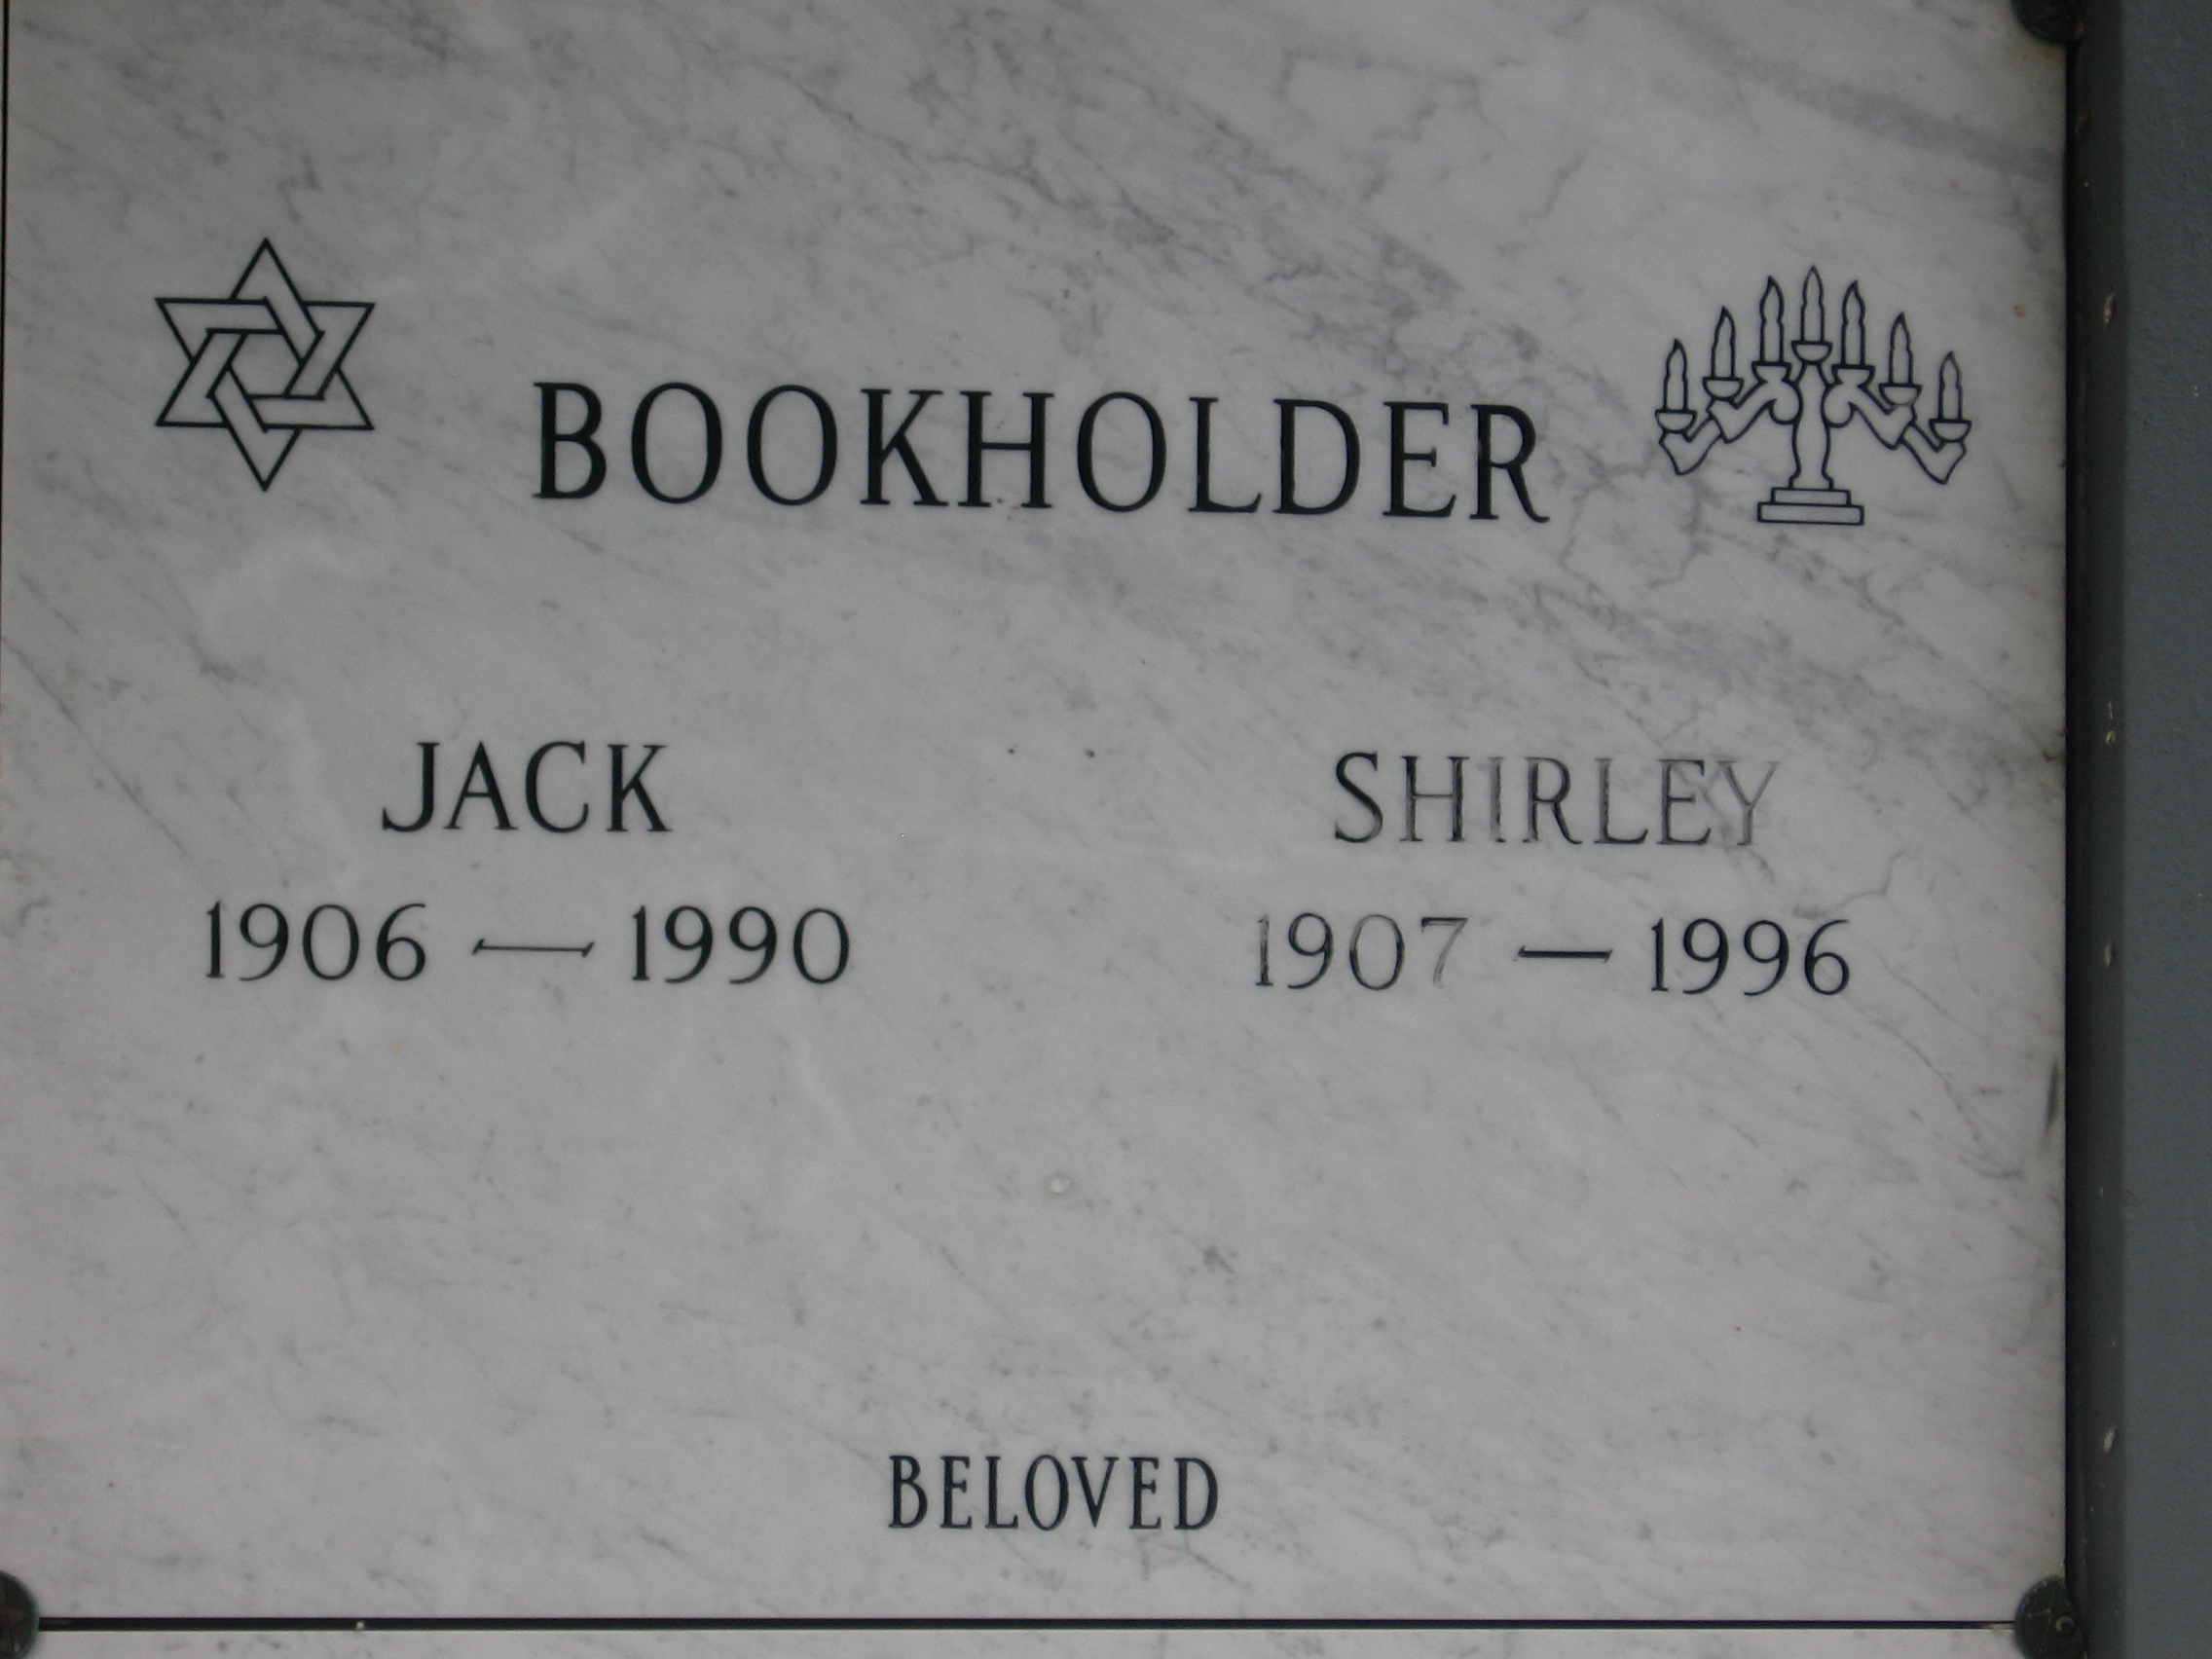 BOOKHOLDER
JACK SHIRLEY
1906 — 1990 1907 — 1996
BELOVED